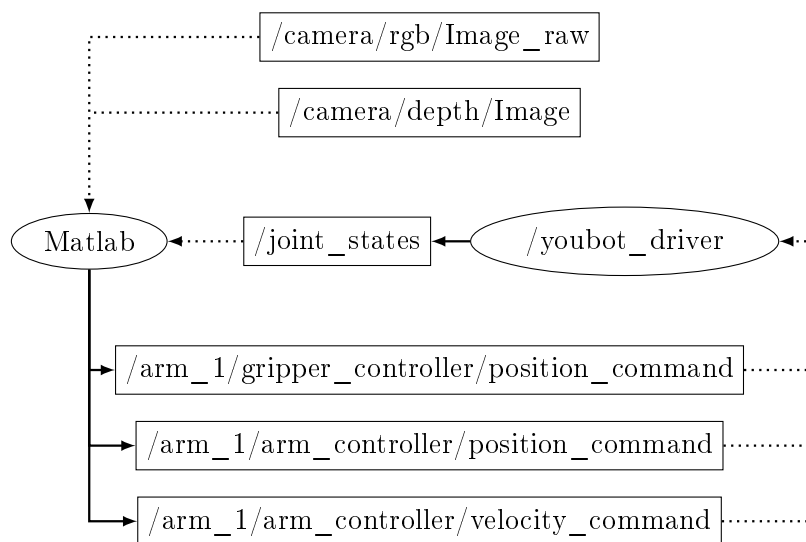 /camera/rgb/Image_raw
/camera/depth/Image
Matlab
/joint_states
/youbot_driver
/arm_1/gripper_controller/position_command
/arm_1/arm_controller/position_command
/arm_1/arm_controller/velocity_command